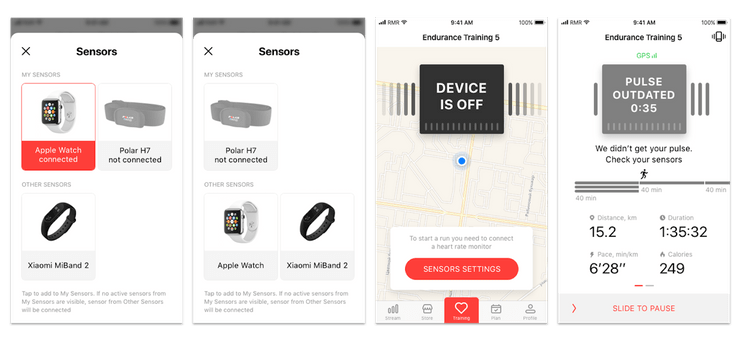 Sensors
MY SENSORS
Apple Watch
connected
Polar H7
not connected
OTHER SENSORS
Xiaomi MiBand 2
Tap to add to My Sensors. If no active sensors from
My Sensors are visible, sensor from Other Sensors
will be connected
Sensors
MY SENSORS
Polar H7
not connected
OTHER SENSORS
Apple Watch
Xiaomi MiBand 2
Tap to add to My Sensors. If no active sensors from
My Sensors are visible, sensor from Other Sensors
will be connected
RMR
9:41 AM
100%
Endurance Training 5
DEVICE
IS OFF
To start a run you need to connect
a neart rate monitor
SENSORS SETTINGS
Stream
Store
Training
Plan
Profile
RMR
9:41 AM
100%
Endurance Training 5
GPS
PULSE
OUTDATED
0:35
We didn't get your pulse.
Check your sensors
40 min
40 min
40 min
Distance, km
Duration
15.2
1:35:32
Pace, min/km
Calories
6'28''
249
SLIDE TO PAUSE